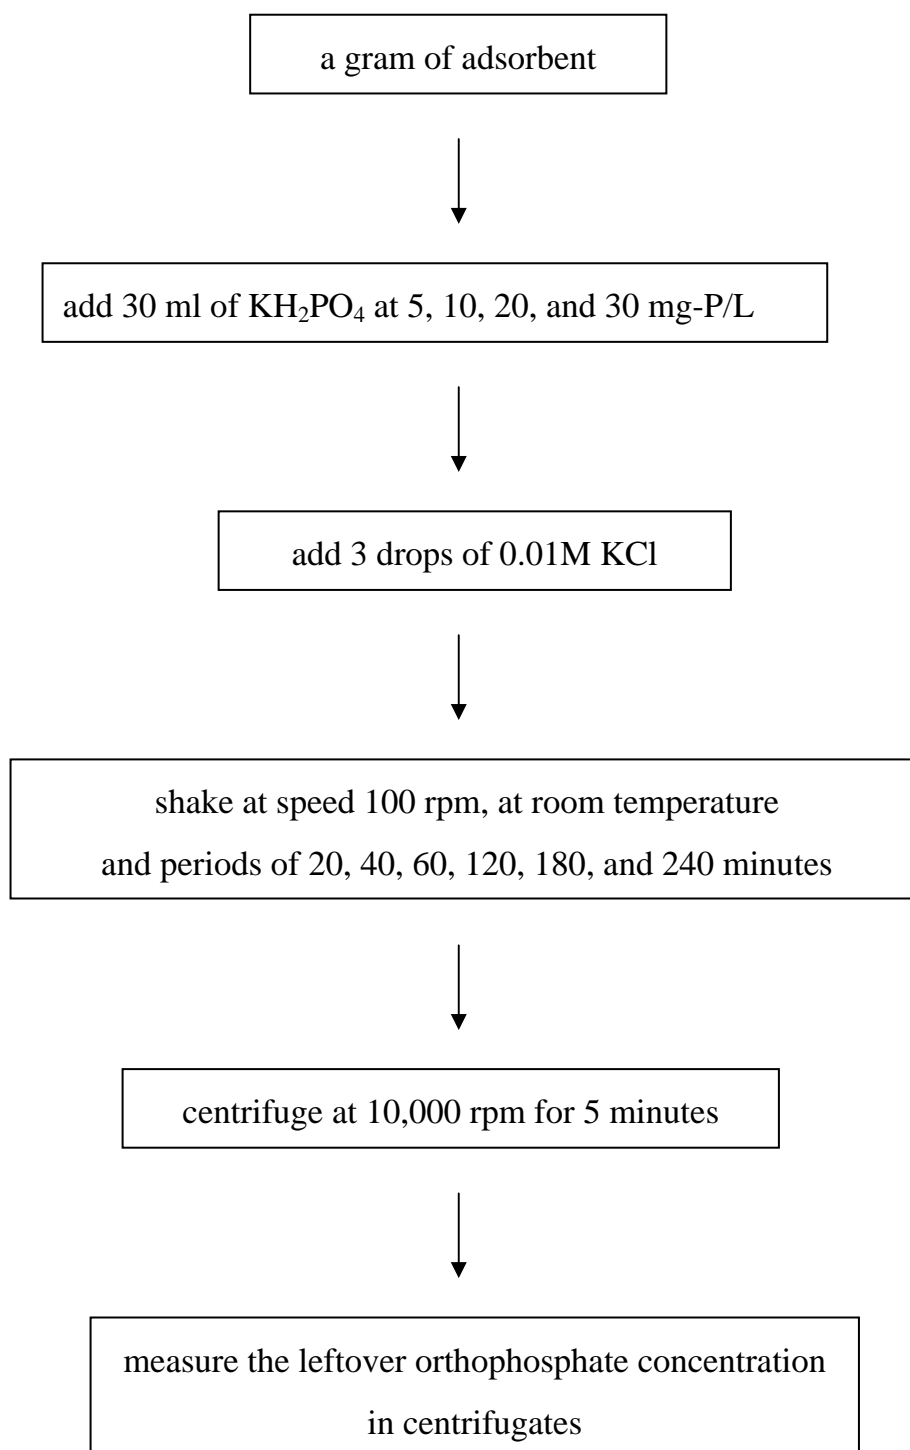 a gram of adsorbent
add 30 ml of KH₂PO₄ at 5, 10, 20, and 30 mg-P/L
add 3 drops of 0.01M KCl
shake at speed 100 rpm, at room temperature
and periods of 20, 40, 60, 120, 180, and 240 minutes
centrifuge at 10,000 rpm for 5 minutes
measure the leftover orthophosphate concentration
in centrifugates